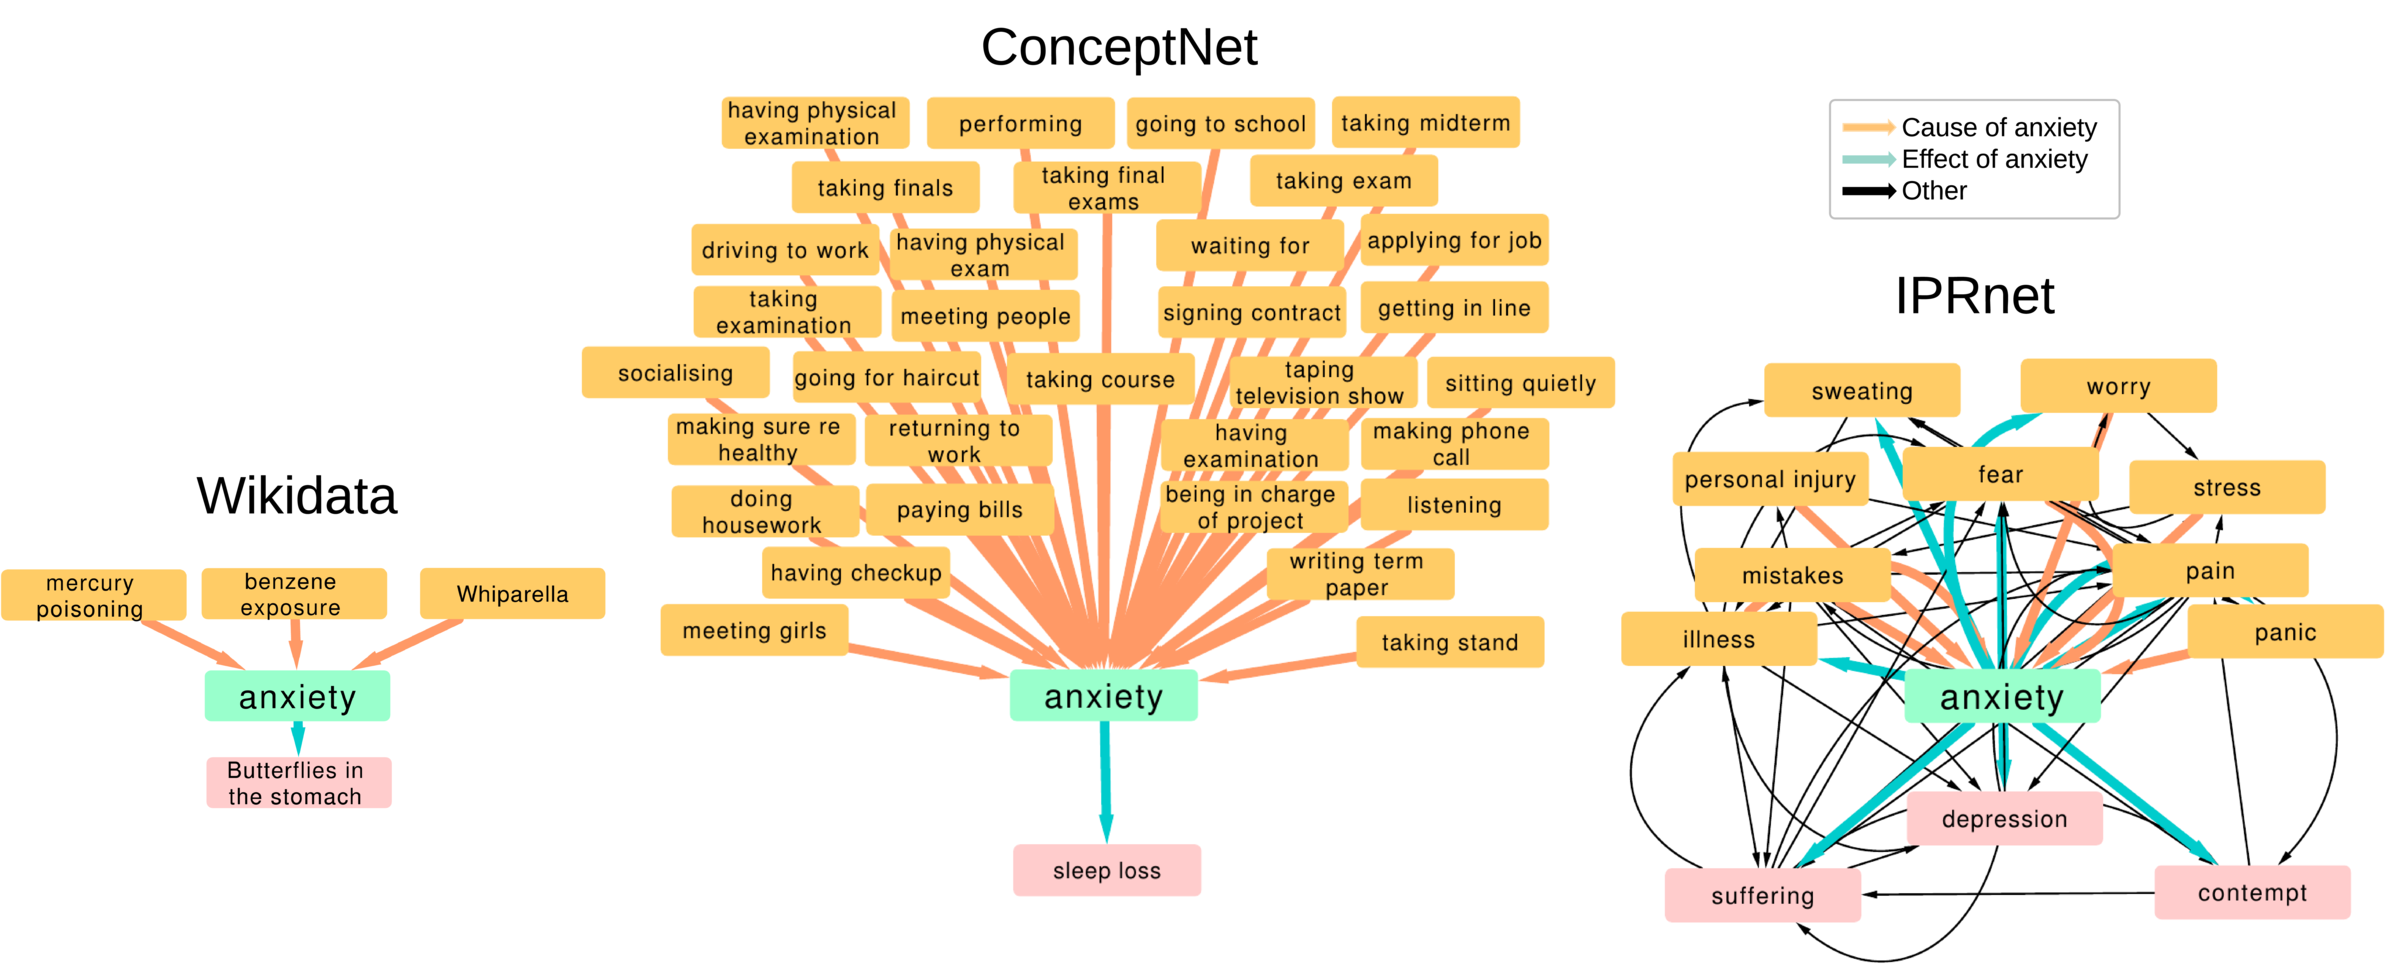 ConceptNet
having physical
examination
performing
going to school
taking midterm
taking finals
taking final
exams
taking exam
driving to work
having physical
exam
waiting for
applying for job
taking
examination
meeting people
signing contract
getting in line
socialising
going for haircut
taking course
taping
television show
sitting quietly
making sure re
healthy
returning to
work
having
examination
making phone
call
doing
housework
paying bills
being in charge
of project
listening
having checkup
writing term
paper
meeting girls
taking stand
anxiety
sleep loss
Wikidata
mercury
poisoning
benzene
exposure
Whiparella
anxiety
Butterflies in
the stomach
Cause of anxiety
Effect of anxiety
Other
IPRnet
sweating
worry
personal injury
fear
stress
mistakes
pain
illness
panic
anxiety
depression
suffering
contempt